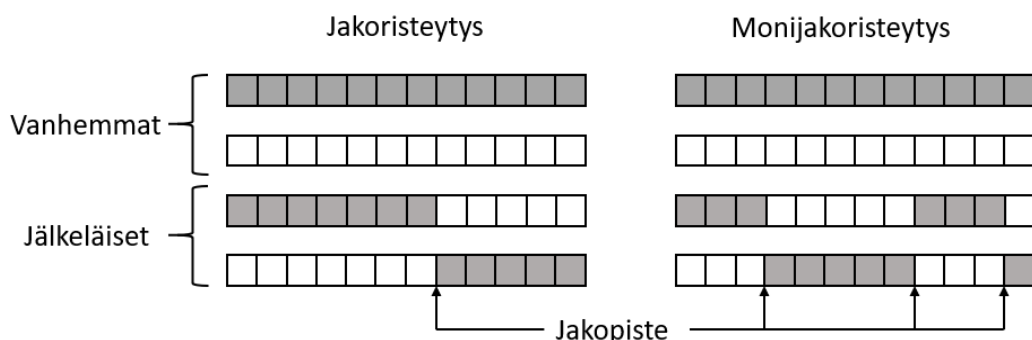 Jakoristeytys
Monijakoristeytys
Vanhemmat
Jälkeläiset
Jakopiste